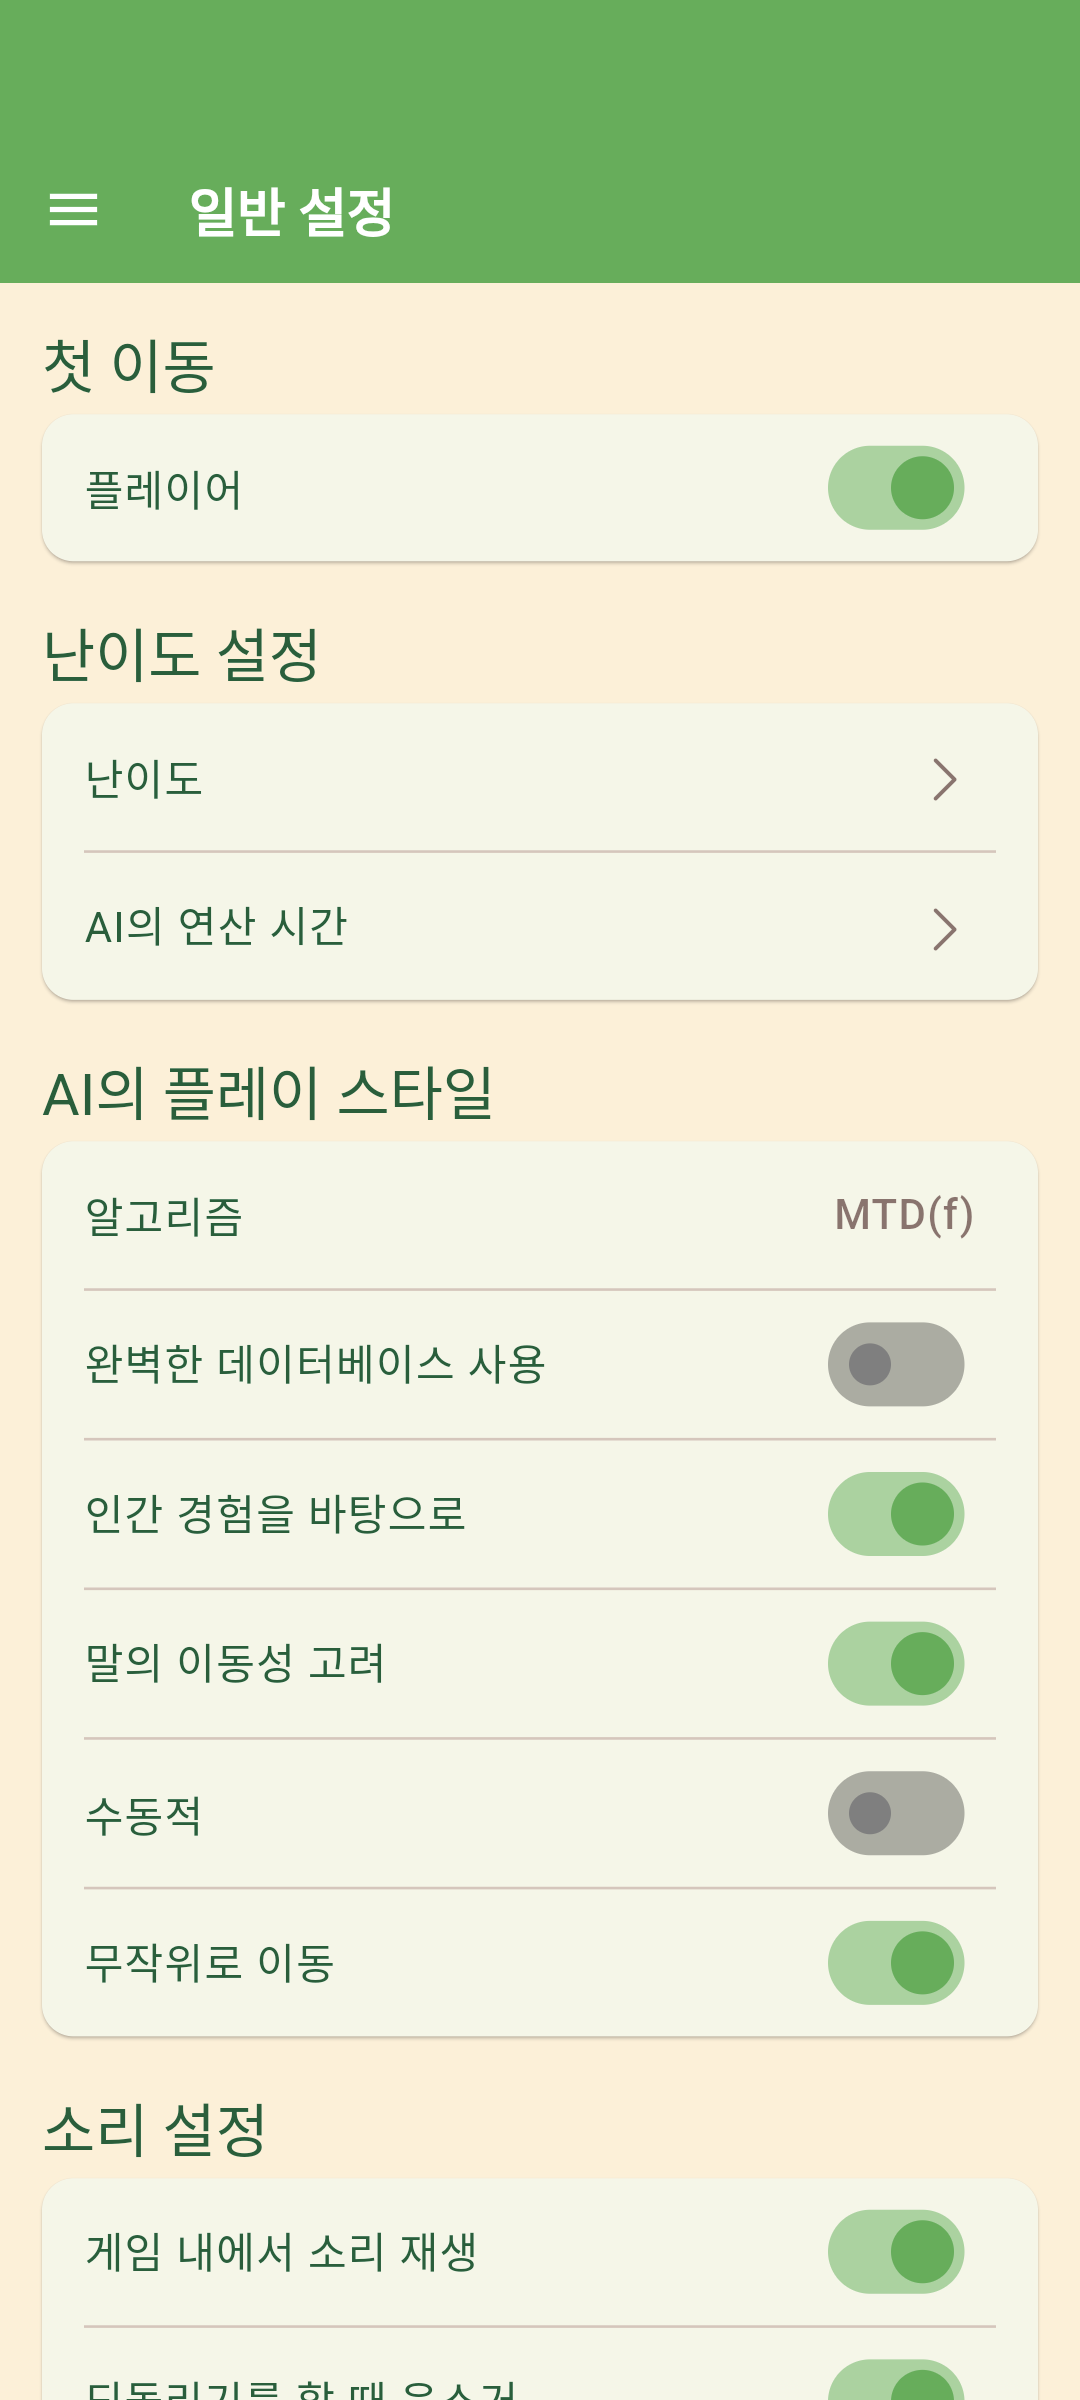 일반 설정
첫 이동
플레이어
난이도 설정
난이도
AI의 연산 시간
AI의 플레이 스타일
알고리즘
MTD(f)
완벽한 데이터베이스 사용
인간 경험을 바탕으로
말의 이동성 고려
수동적
무작위로 이동
소리 설정
게임 내에서 소리 재생